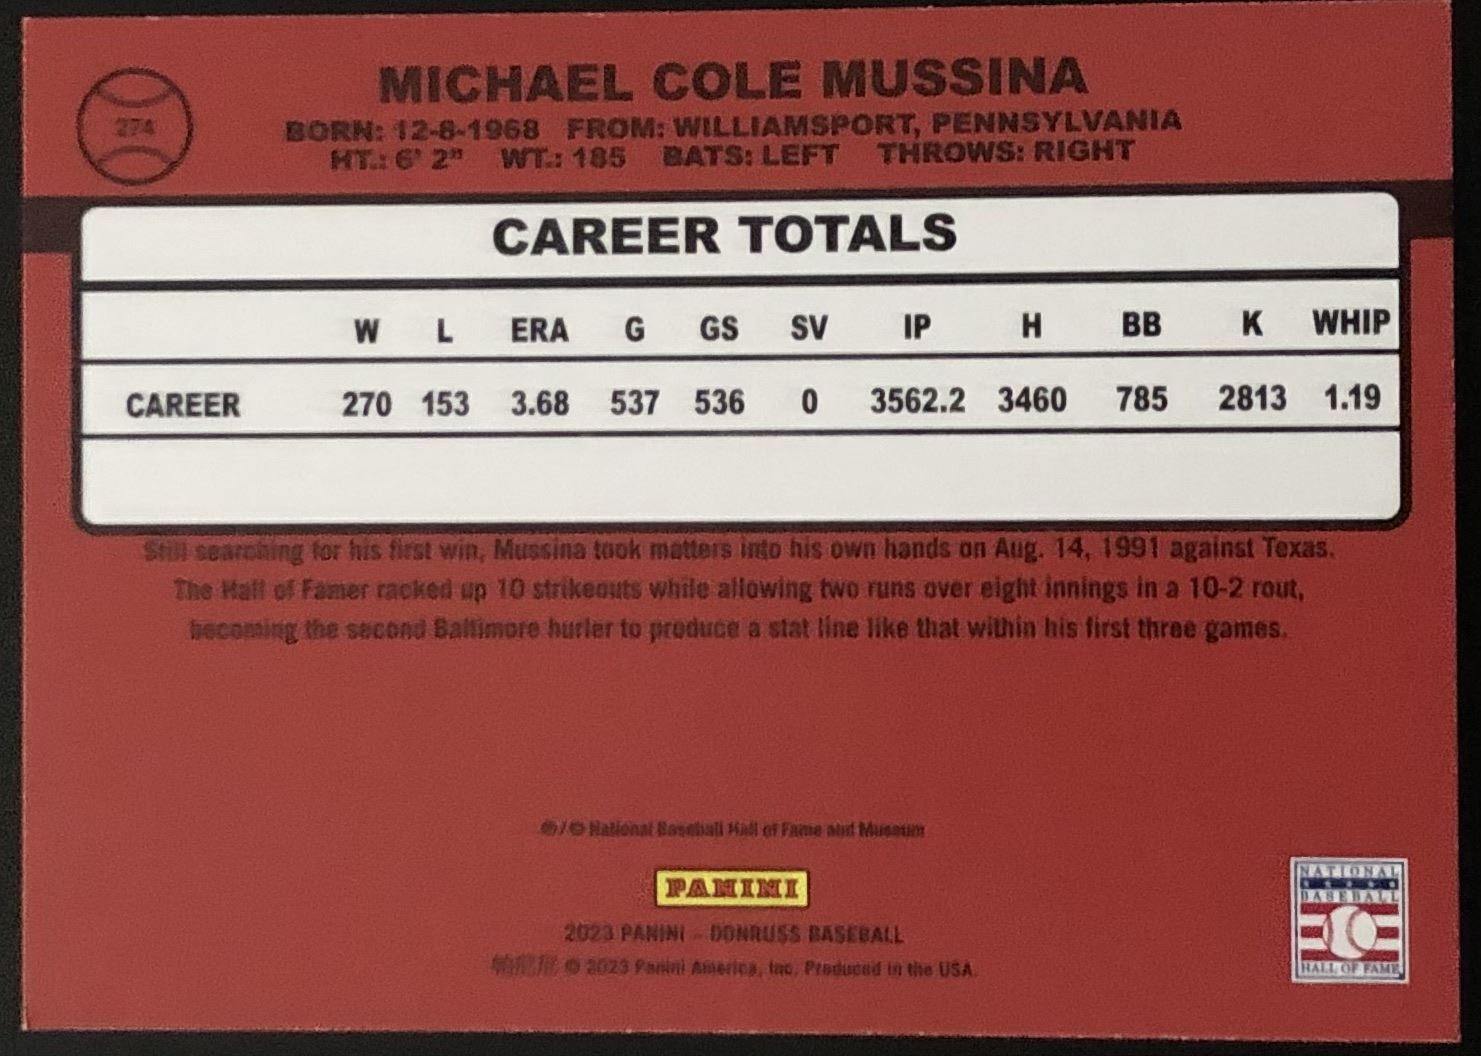 274
MICHAEL COLE MUSSINA
BORN: 12-8-1968 FROM: WILLIAMSPORT, PENNSYLVANIA
HT.: 6' 2" WT.: 185 BATS: LEFT THROWS: RIGHT
CAREER TOTALS
W L ERA G GS SV IP H BB K WHIP
CAREER 270 153 3.68 537 536 0 3562.2 3460 785 2813 1.19
Still searching for his first win, Mussina took matters into his own hands on Aug. 14, 1991 against Texas.
The Hall of Famer racked up 10 strikeouts while allowing two runs over eight innings in a 10-2 rout,
becoming the second Baltimore hurler to produce a stat line like that within his first three games.
®/© National Baseball Hall of Fame and Museum
PANINI
2023 PANINI - DONRUSS BASEBALL
© 2023 Panini America, Inc. Produced in the USA.
NATIONAL
BASEBALL
HALL OF FAME